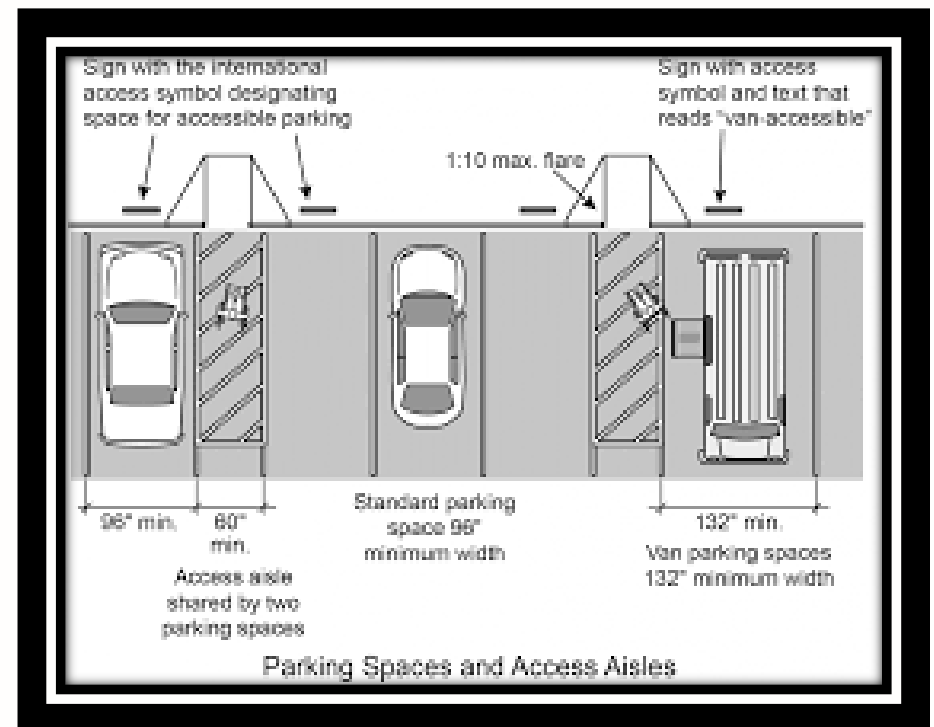 Sign with the international
access symbol designating
space for accessible parking
Sign with access
symbol and text that
reads "van-accessible"
1:10 max. flare
96" min.
60"
min.
Access aisle
shared by two
parking spaces
Standard parking
space 96"
minimum width
132" min.
Van parking spaces
132" minimum width
Parking Spaces and Access Aisles